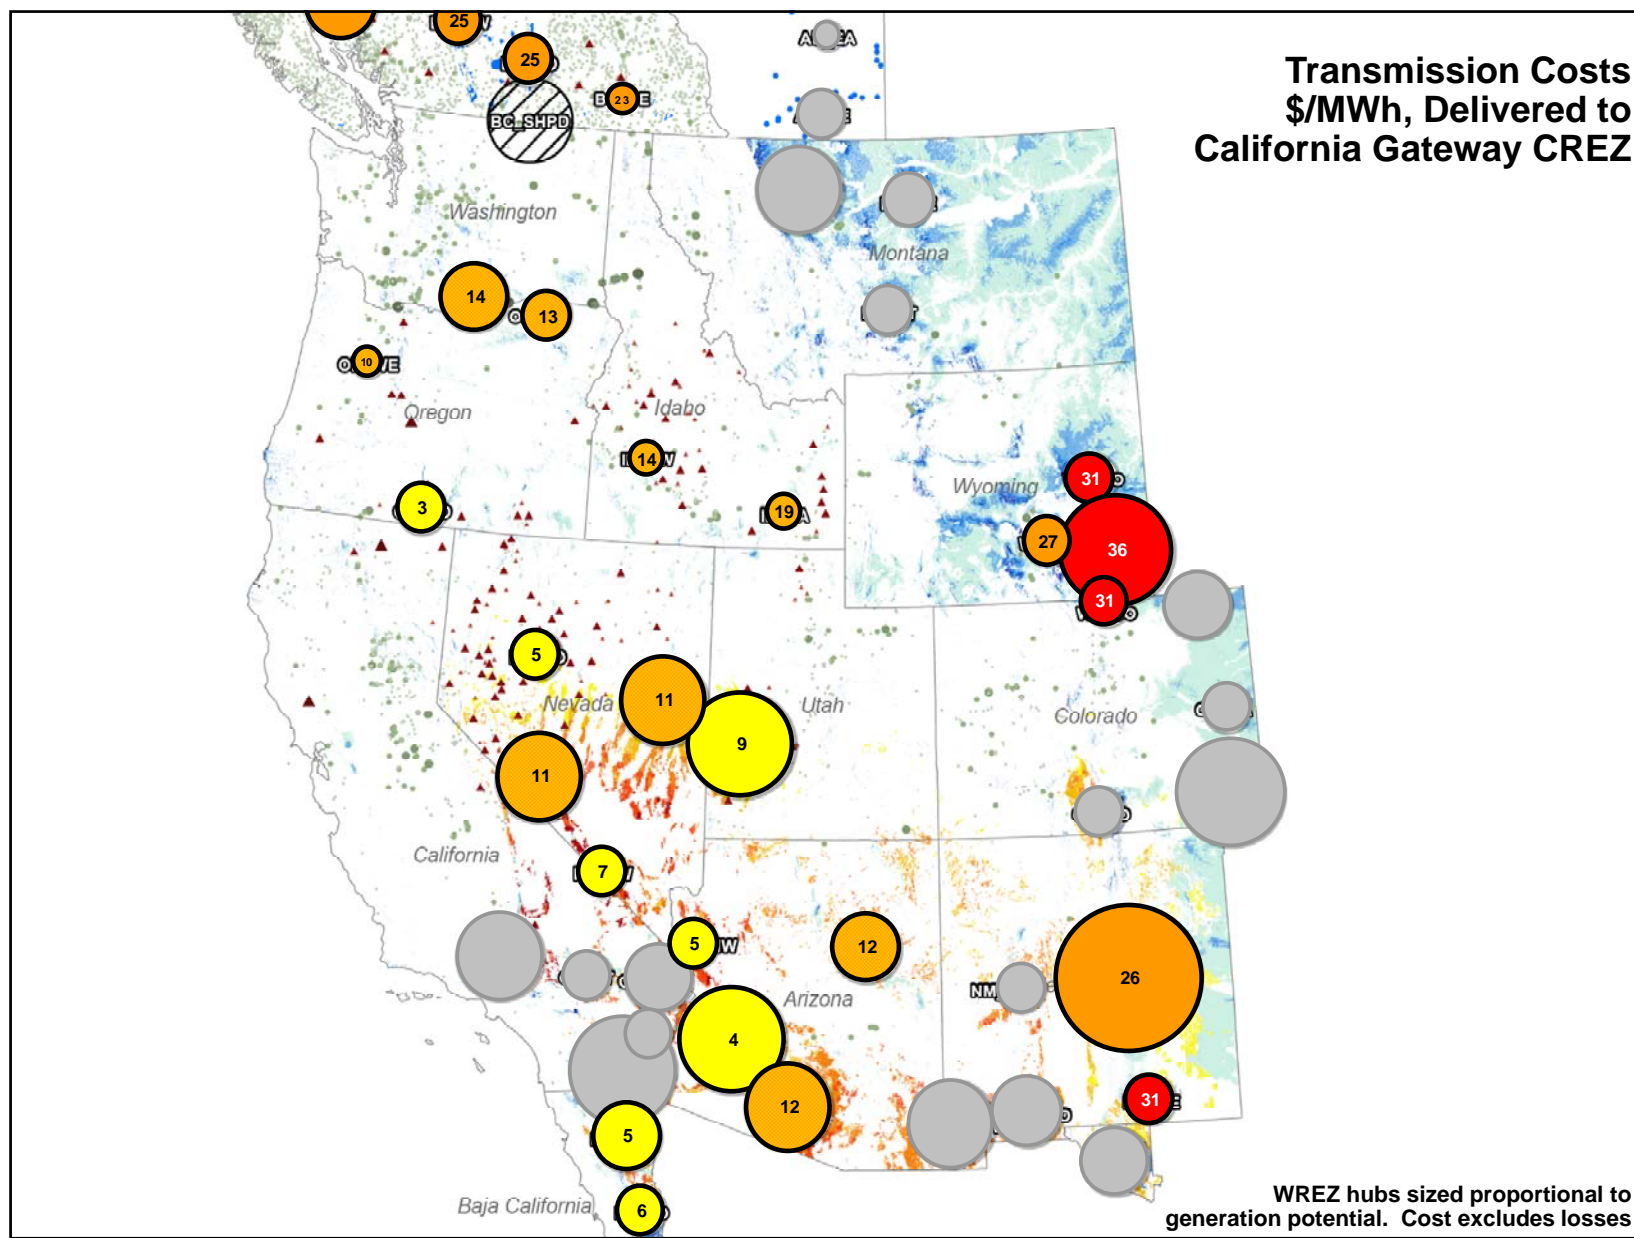 Transmission Costs
$/MWh, Delivered to
California Gateway CREZ
25
25
23
BC_SHPD
Washington
Montana
14
13
10
Oregon
Idaho
14
19
3
Wyoming
31
27
36
31
5
Nevada
11
Utah
9
Colorado
11
California
7
5
12
Arizona
4
NM
26
12
31
5
Baja California
6
WREZ hubs sized proportional to
generation potential. Cost excludes losses